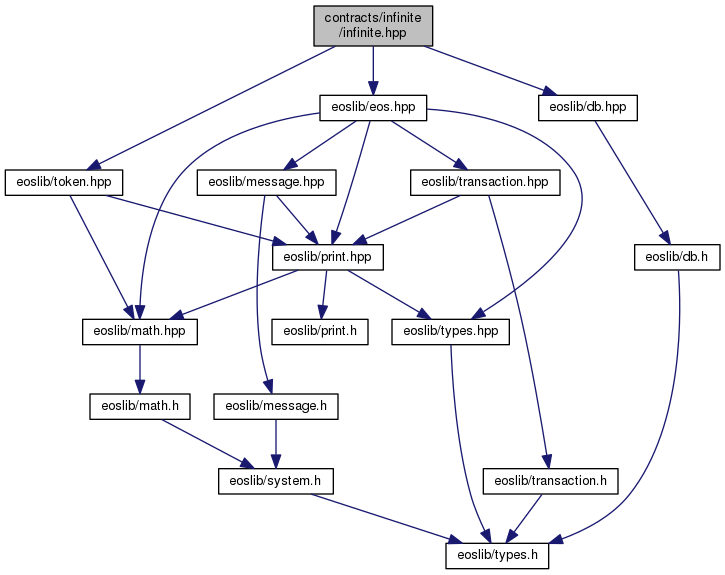 contracts/infinite
/infinite.hpp
eoslib/eos.hpp
eoslib/db.hpp
eoslib/token.hpp
eoslib/message.hpp
eoslib/transaction.hpp
eoslib/print.hpp
eoslib/db.h
eoslib/math.hpp
eoslib/print.h
eoslib/types.hpp
eoslib/math.h
eoslib/message.h
eoslib/system.h
eoslib/transaction.h
eoslib/types.h